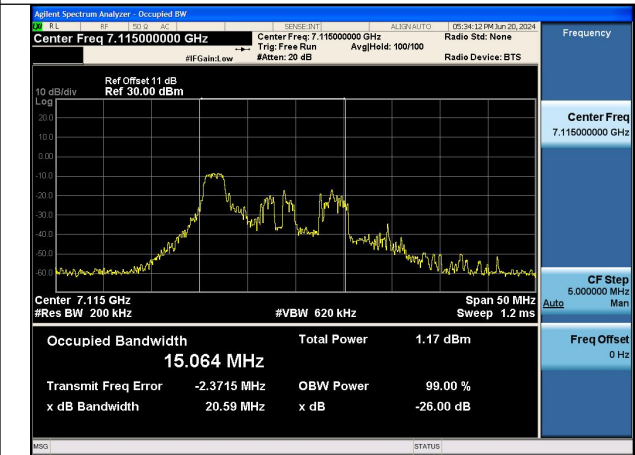 Agilent Spectrum Analyzer - Occupied BW
RL RF 50 Ω AC SENSE:INT ALIGN AUTO 05:34:12 PM Jun 20, 2024
Center Freq 7.115000000 GHz Center Freq: 7.115000000 GHz Radio Std: None Frequency
Trig: Free Run Avg|Hold: 100/100
#IFGain:Low #Atten: 20 dB Radio Device: BTS
Ref Offset 11 dB
10 dB/div Ref 30.00 dBm
Log
20.0
10.0
0.00
-10.0
-20.0
-30.0
-40.0
-50.0
-60.0
Center Freq
7.115000000 GHz
Center 7.115 GHz Span 50 MHz
#Res BW 200 kHz #VBW 620 kHz Sweep 1.2 ms
CF Step
5.000000 MHz
Auto Man
Occupied Bandwidth Total Power 1.17 dBm
15.064 MHz
Transmit Freq Error -2.3715 MHz OBW Power 99.00 %
x dB Bandwidth 20.59 MHz x dB -26.00 dB
Freq Offset
0 Hz
MSG STATUS